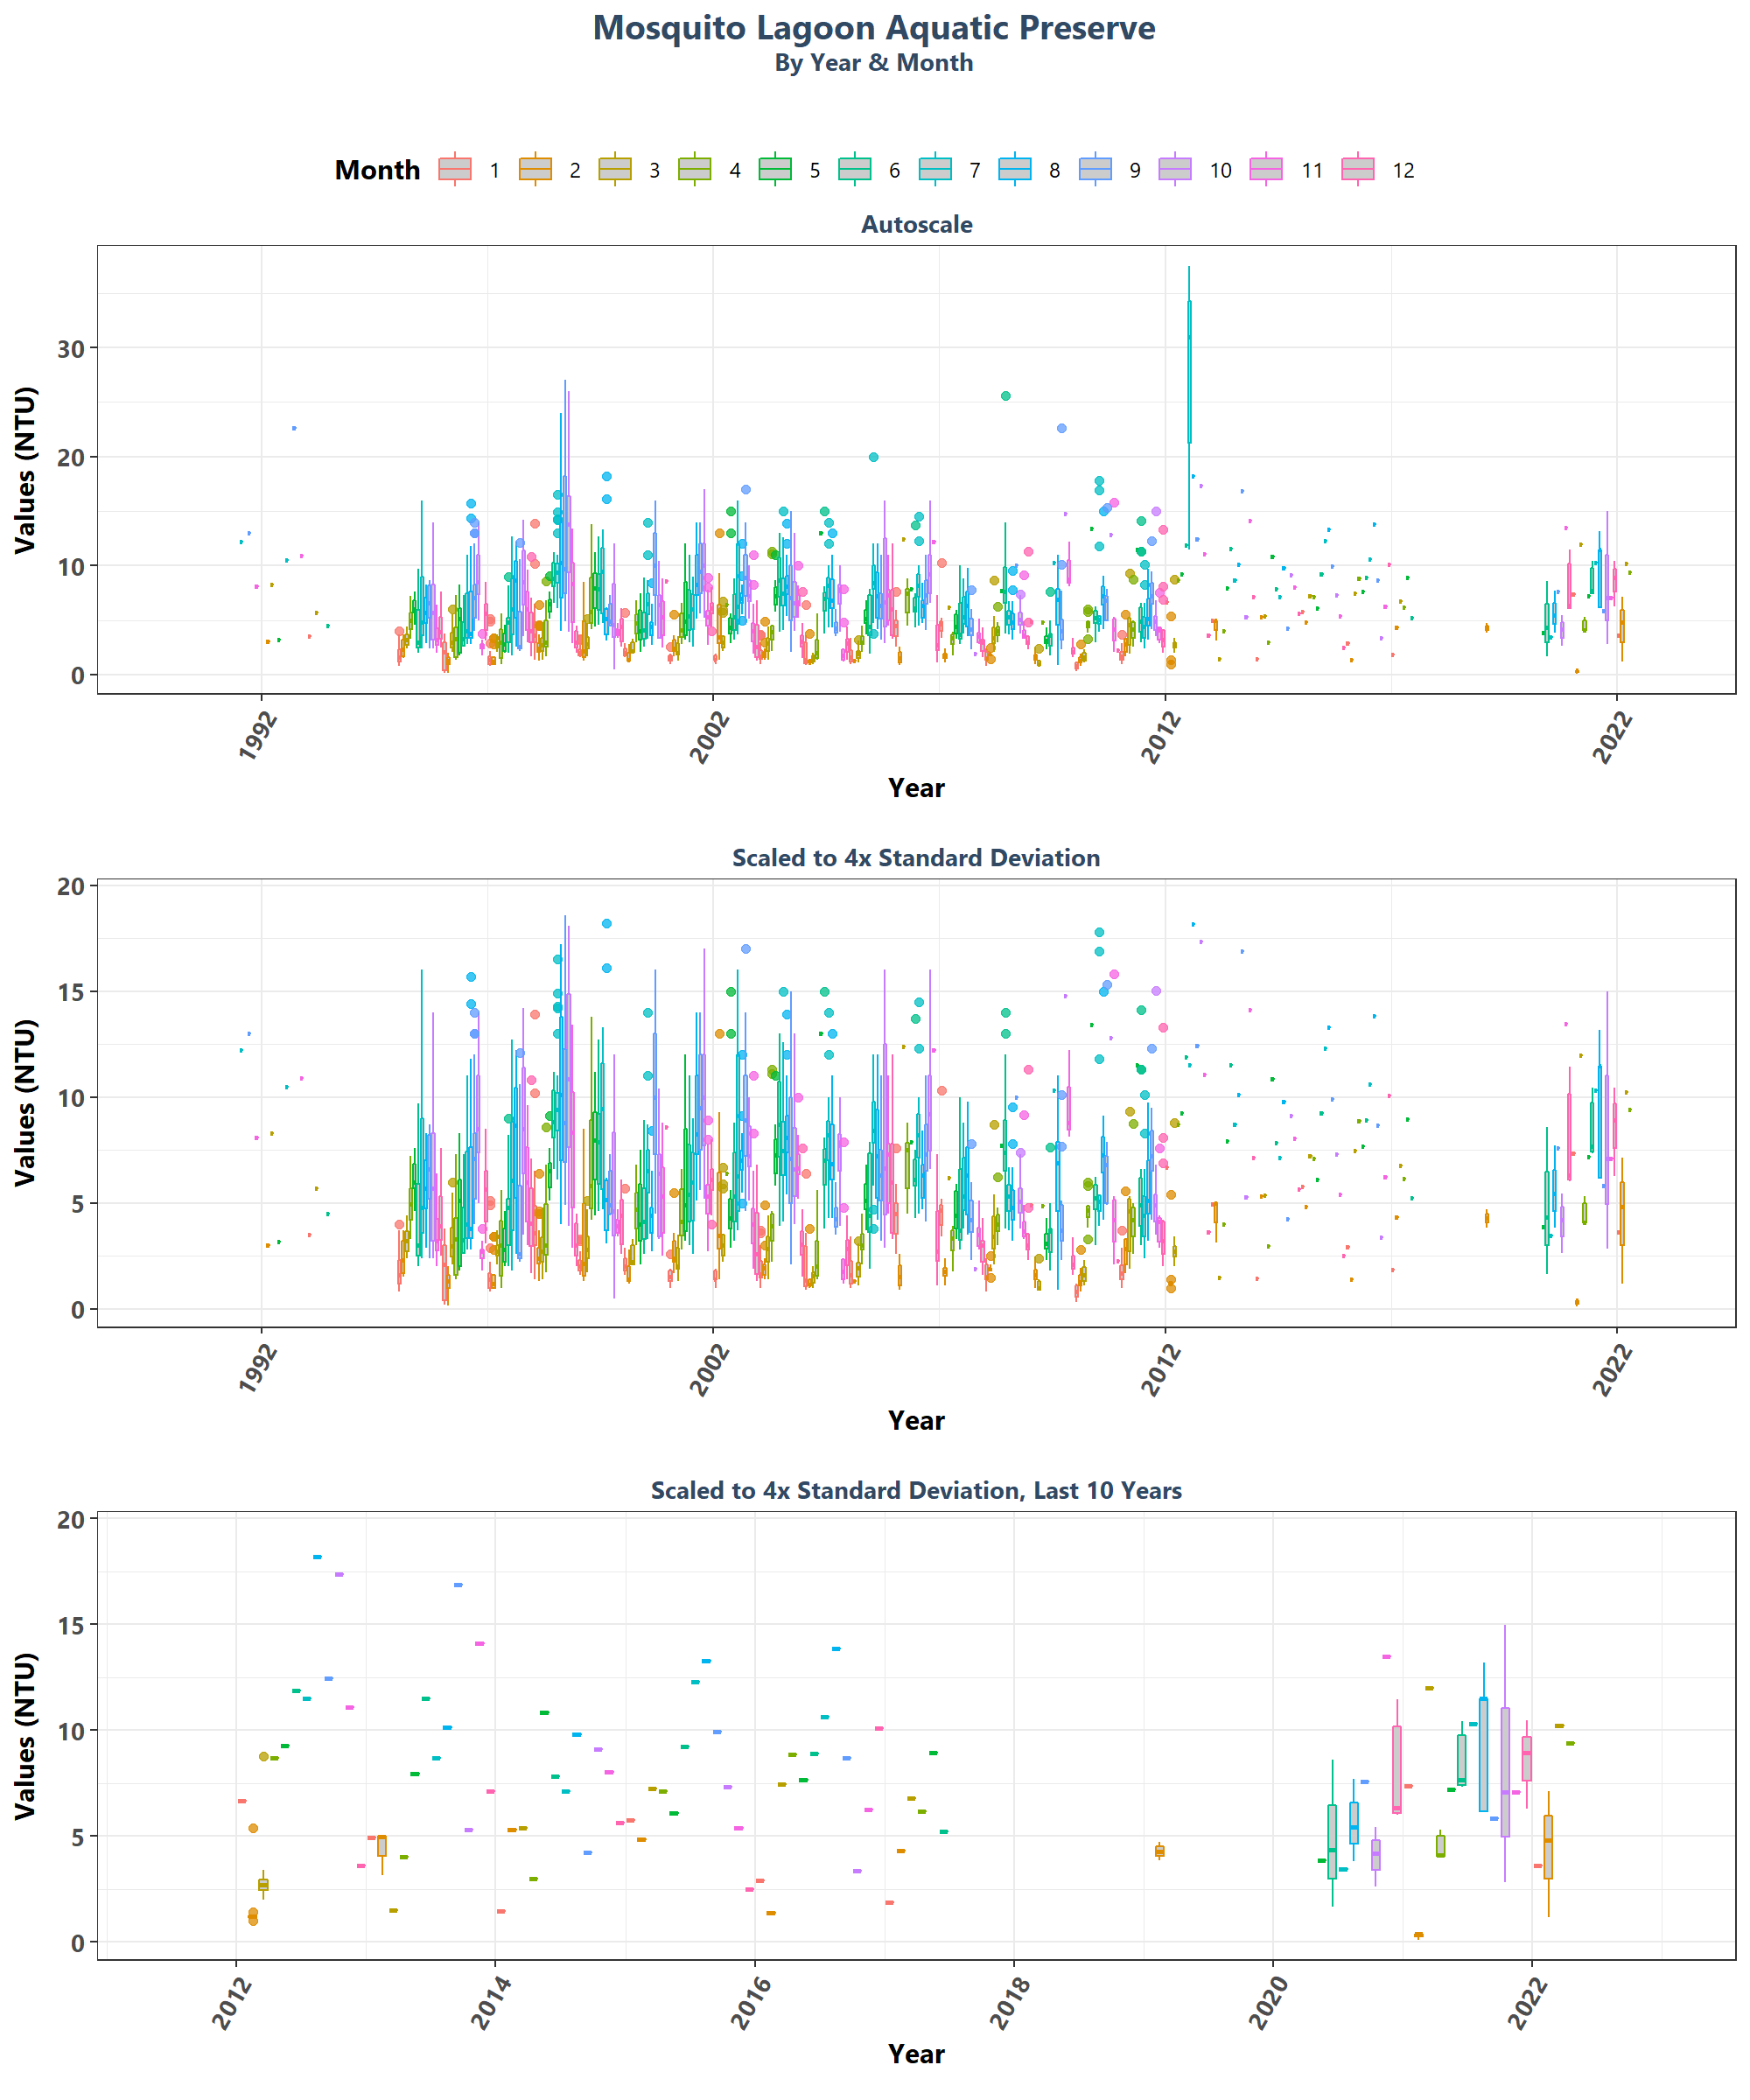 Mosquito Lagoon Aquatic Preserve
By Year & Month
Month 1 2 3 4 5 6 7 8 9 10 11 12
Autoscale
Values (NTU)
30
20
10
0
1992 2002 2012 2022
Year
Scaled to 4x Standard Deviation
Values (NTU)
20
15
10
5
0
1992 2002 2012 2022
Year
Scaled to 4x Standard Deviation, Last 10 Years
Values (NTU)
20
15
10
5
0
2012 2014 2016 2018 2020 2022
Year